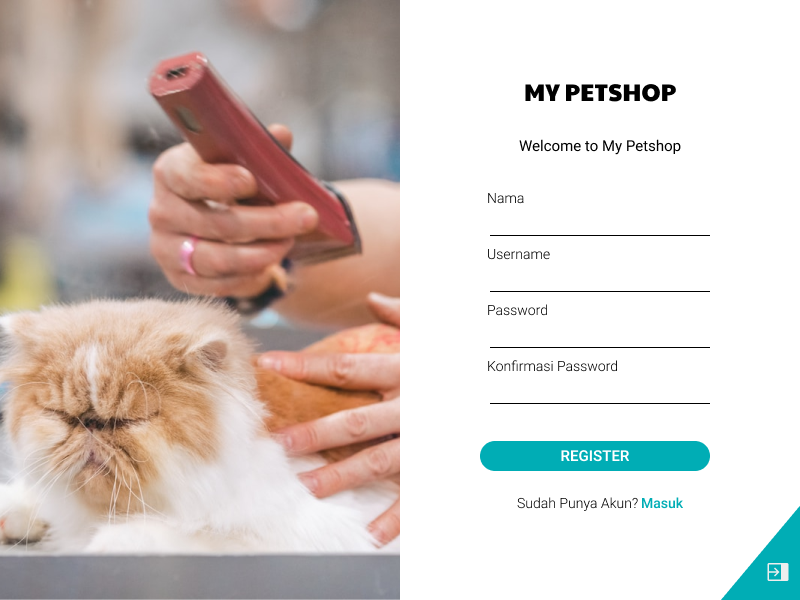 MY PETSHOP
Welcome to My Petshop
Nama
Username
Password
Konfirmasi Password
REGISTER
Sudah Punya Akun? Masuk